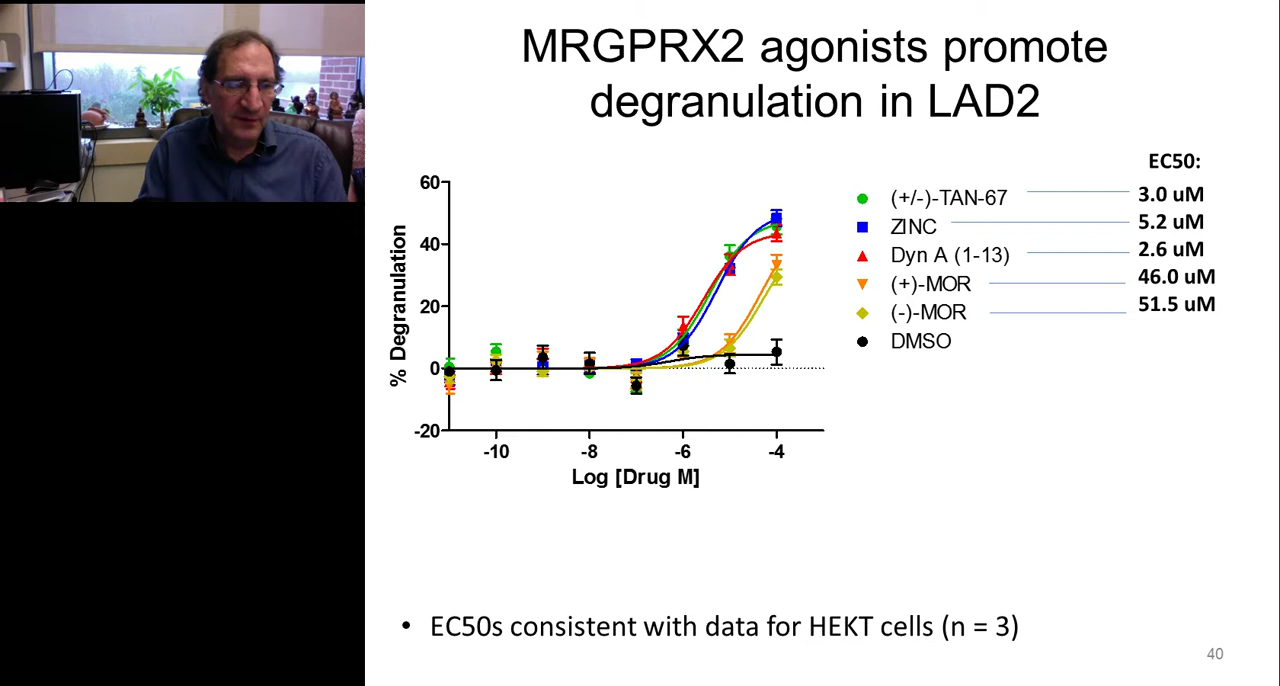 MRGPRX2 agonists promote
degranulation in LAD2
EC50:
(+/-)-TAN-67 3.0 uM
ZINC 5.2 uM
Dyn A (1-13) 2.6 uM
(+)-MOR 46.0 uM
(-)-MOR 51.5 uM
DMSO
% Degranulation
60
40
20
0
-20
-10 -8 -6 -4
Log [Drug M]
• EC50s consistent with data for HEKT cells (n = 3)
40